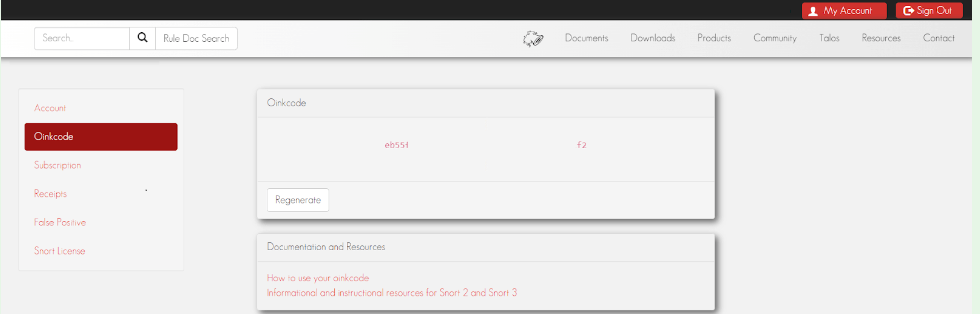 My Account Sign Out
Search.. Rule Doc Search Documents Downloads Products Community Talos Resources Contact
Account
Oinkcode
Subscription
Receipts
False Positive
Snort License
Oinkcode
eb55f f2
Regenerate
Documentation and Resources
How to use your oinkcode
Informational and instructional resources for Snort 2 and Snort 3